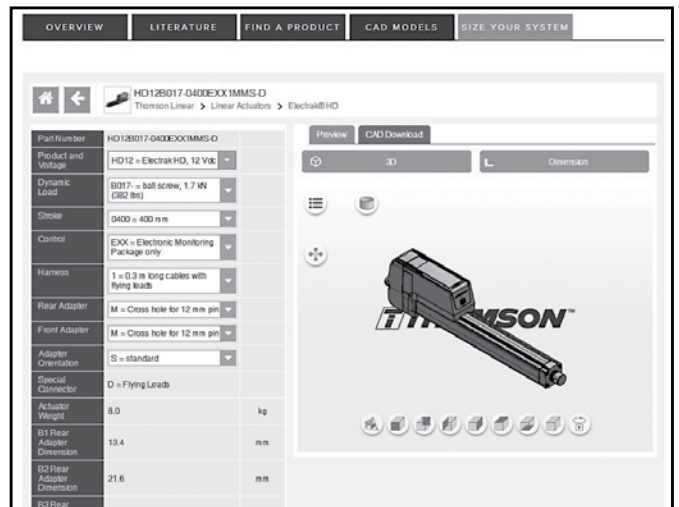 OVERVIEW
LITERATURE
FIND A PRODUCT
CAD MODELS
SIZE YOUR SYSTEM
HD12B017-0400EXX1MMS-D
Thomson Linear > Linear Actuators > Electrak® HD
Part Number HD12B017-0400EXX1MMS-D
Product and
Voltage
HD12 = Electrak HD, 12 Vdc
Dynamic
Load
B017- = ball screw, 1.7 kN
(382 lbs)
Stroke
0400 = 400 mm
Control
EXX = Electronic Monitoring
Package only
Harness
1 = 0.3 m long cables with
flying leads
Rear Adapter
M = Cross hole for 12 mm pin
Front Adapter
M = Cross hole for 12 mm pin
Adapter
Orientation
S = standard
Special
Connector
D = Flying Leads
Actuator
Weight
8.0 kg
B1 Rear
Adapter
Dimension
13.4 mm
B2 Rear
Adapter
Dimension
21.6 mm
B3 Rear
Preview
CAD Download
3D
Dimension
THOMSON™